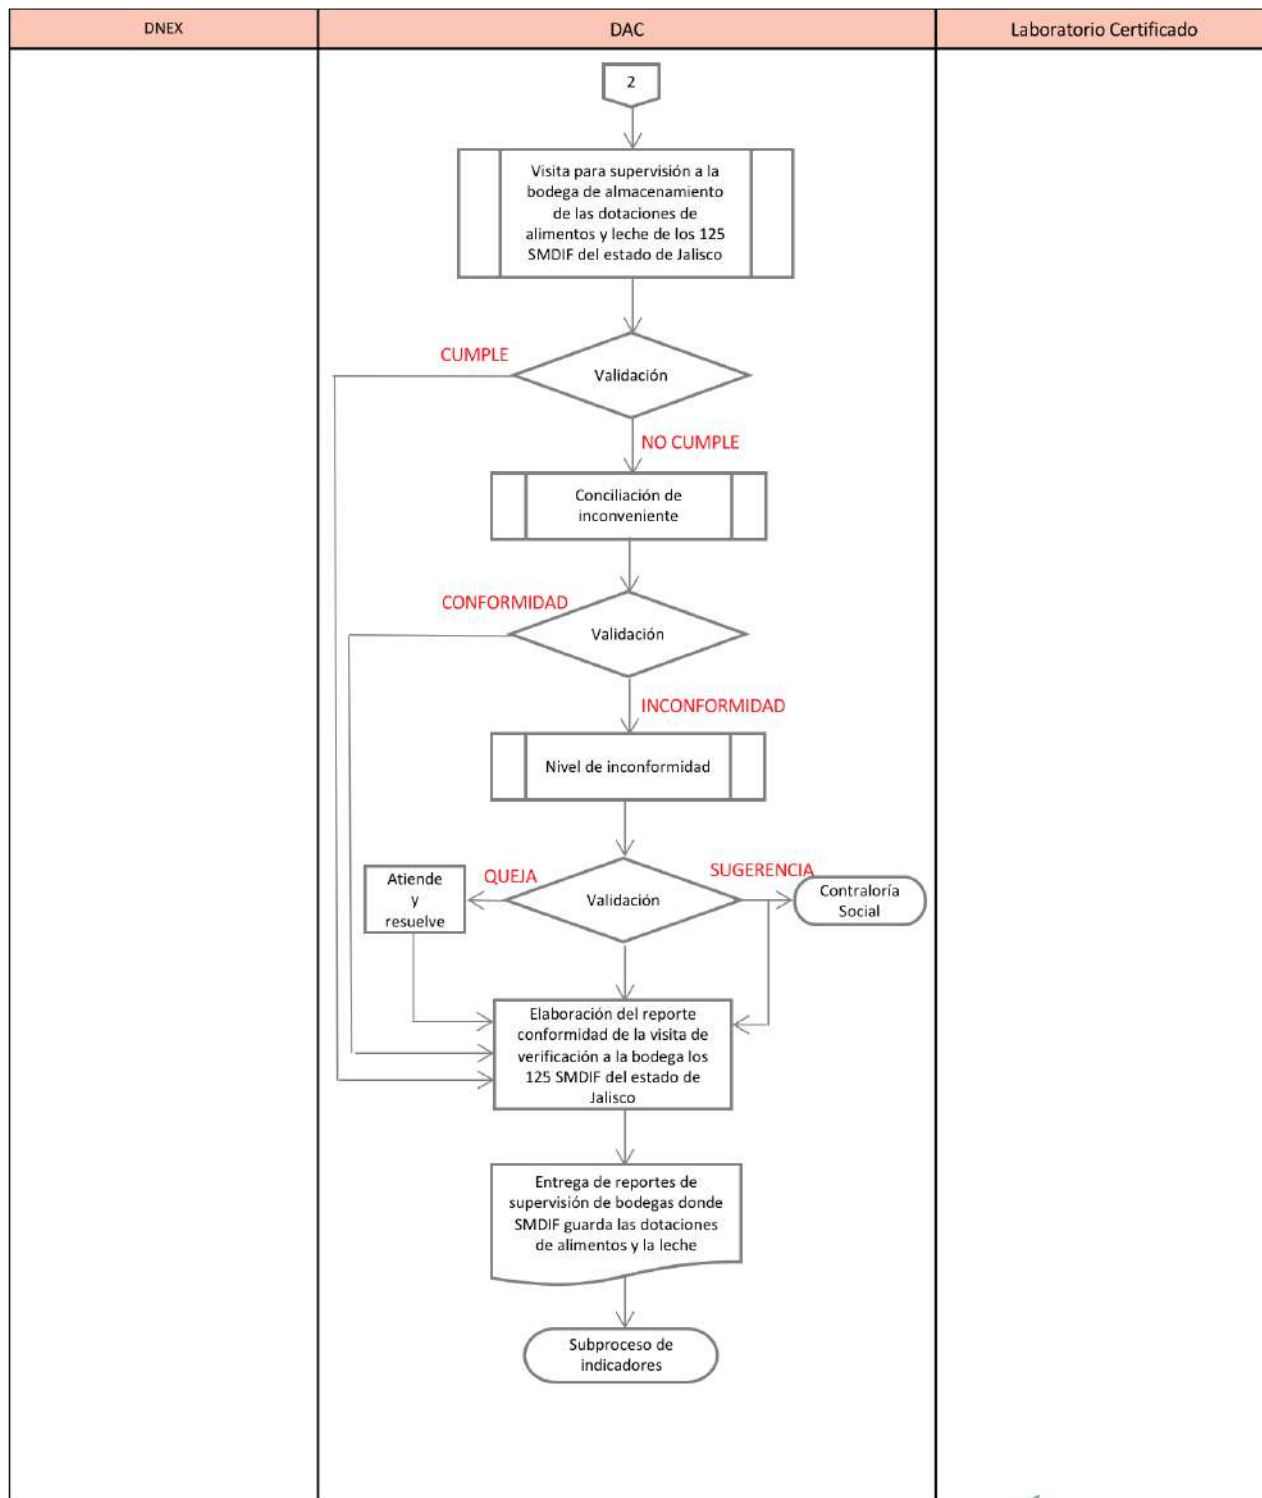 DNEX
DAC
Laboratorio Certificado
2
Visita para supervisión a la
bodega de almacenamiento
de las dotaciones de
alimentos y leche de los 125
SMDIF del estado de Jalisco
CUMPLE
Validación
NO CUMPLE
Conciliación de
inconveniente
CONFORMIDAD
Validación
INCONFORMIDAD
Nivel de inconformidad
Atiende
y
resuelve
QUEJA
Validación
SUGERENCIA
Contraloría
Social
Elaboración del reporte
conformidad de la visita de
verificación a la bodega los
125 SMDIF del estado de
Jalisco
Entrega de reportes de
supervisión de bodegas donde
SMDIF guarda las dotaciones
de alimentos y la leche
Subproceso de
indicadores